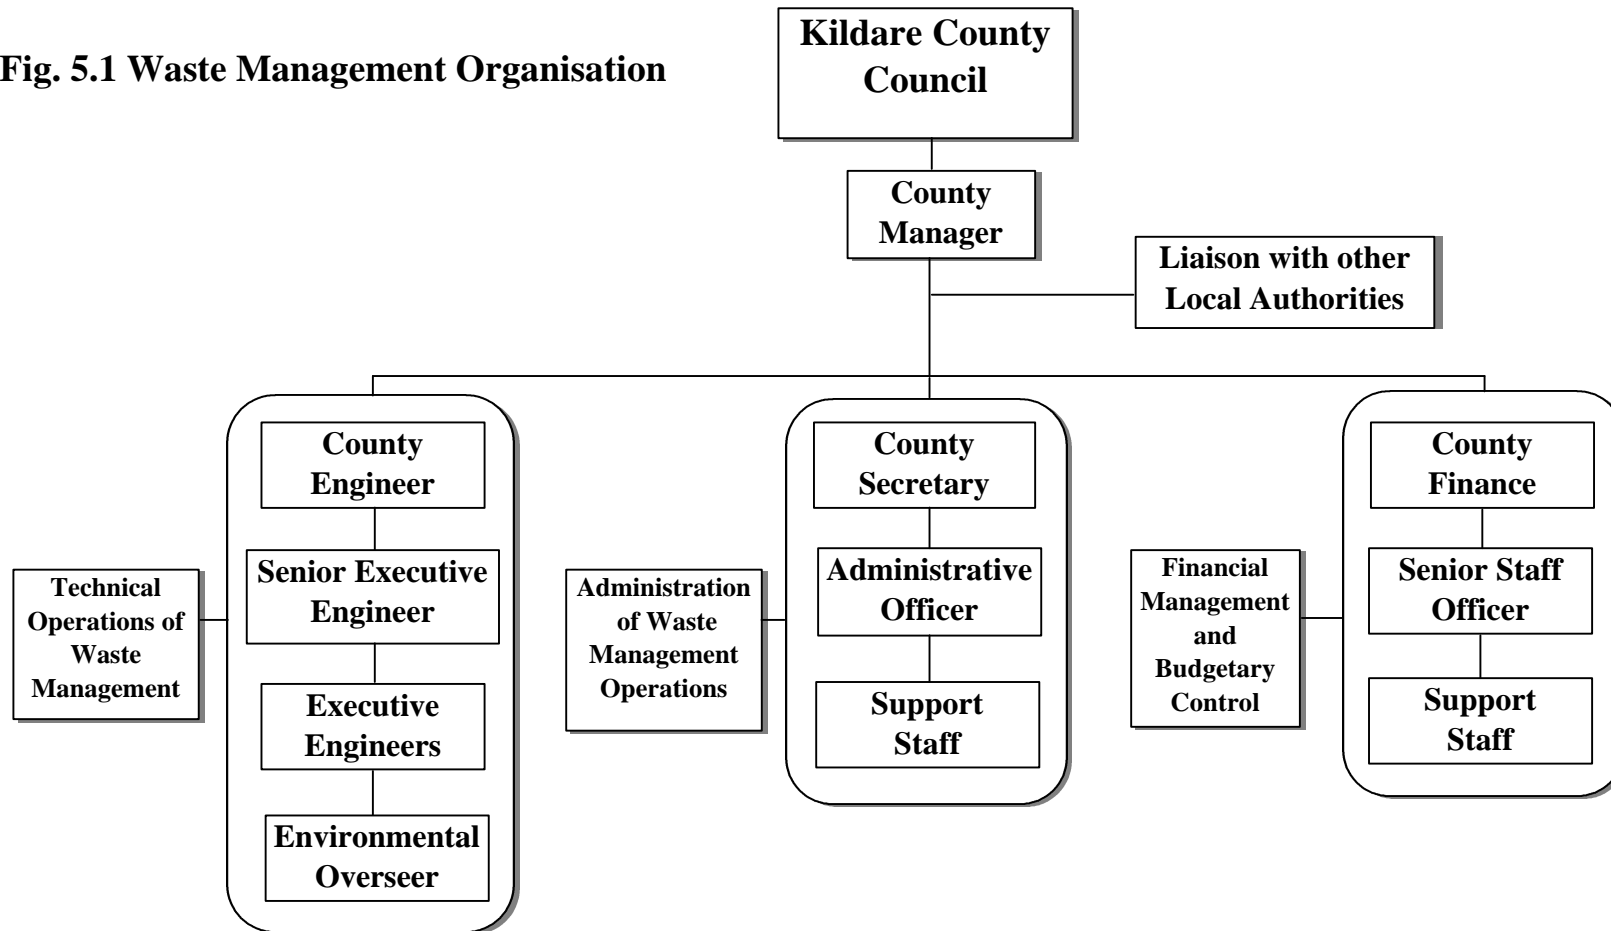 Fig. 5.1 Waste Management Organisation
Kildare County
Council
County
Manager
Liaison with other
Local Authorities
County
Engineer
Senior Executive
Engineer
Executive
Engineers
Environmental
Overseer
Technical
Operations of
Waste
Management
County
Secretary
Administrative
Officer
Support
Staff
Administration
of Waste
Management
Operations
County
Finance
Senior Staff
Officer
Support
Staff
Financial
Management
and
Budgetary
Control